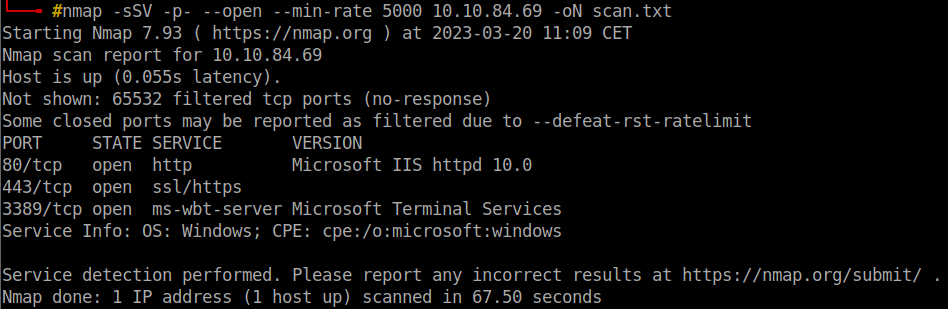 #nmap -sSV -p- --open --min-rate 5000 10.10.84.69 -oN scan.txt
Starting Nmap 7.93 ( https://nmap.org ) at 2023-03-20 11:09 CET
Nmap scan report for 10.10.84.69
Host is up (0.055s latency).
Not shown: 65532 filtered tcp ports (no-response)
Some closed ports may be reported as filtered due to --defeat-rst-ratelimit
PORT     STATE SERVICE       VERSION
80/tcp   open  http          Microsoft IIS httpd 10.0
443/tcp  open  ssl/https
3389/tcp open  ms-wbt-server Microsoft Terminal Services
Service Info: OS: Windows; CPE: cpe:/o:microsoft:windows
Service detection performed. Please report any incorrect results at https://nmap.org/submit/ .
Nmap done: 1 IP address (1 host up) scanned in 67.50 seconds